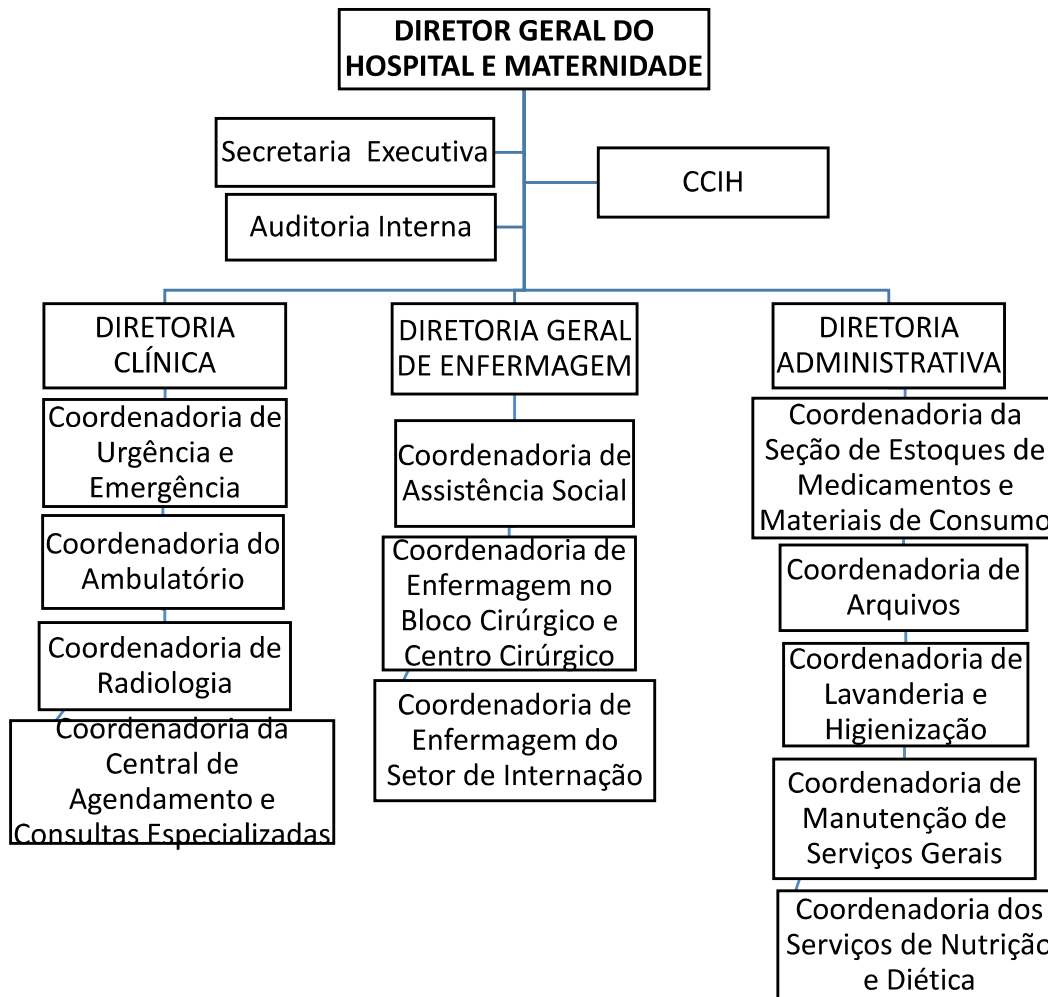 DIRETOR GERAL DO
HOSPITAL E MATERNIDADE
Secretaria  Executiva
CCIH
Auditoria Interna
DIRETORIA
CLÍNICA
Coordenadoria de
Urgência e
Emergência
Coordenadoria do
Ambulatório
Coordenadoria de
Radiologia
Coordenadoria da
Central de
Agendamento e
Consultas Especializadas
DIRETORIA GERAL
DE ENFERMAGEM
Coordenadoria de
Assistência Social
Coordenadoria de
Enfermagem no
Bloco Cirúrgico e
Centro Cirúrgico
Coordenadoria de
Enfermagem do
Setor de Internação
DIRETORIA
ADMINISTRATIVA
Coordenadoria da
Seção de Estoques de
Medicamentos e
Materiais de Consumo
Coordenadoria de
Arquivos
Coordenadoria de
Lavanderia e
Higienização
Coordenadoria de
Manutenção de
Serviços Gerais
Coordenadoria dos
Serviços de Nutrição
e Diética